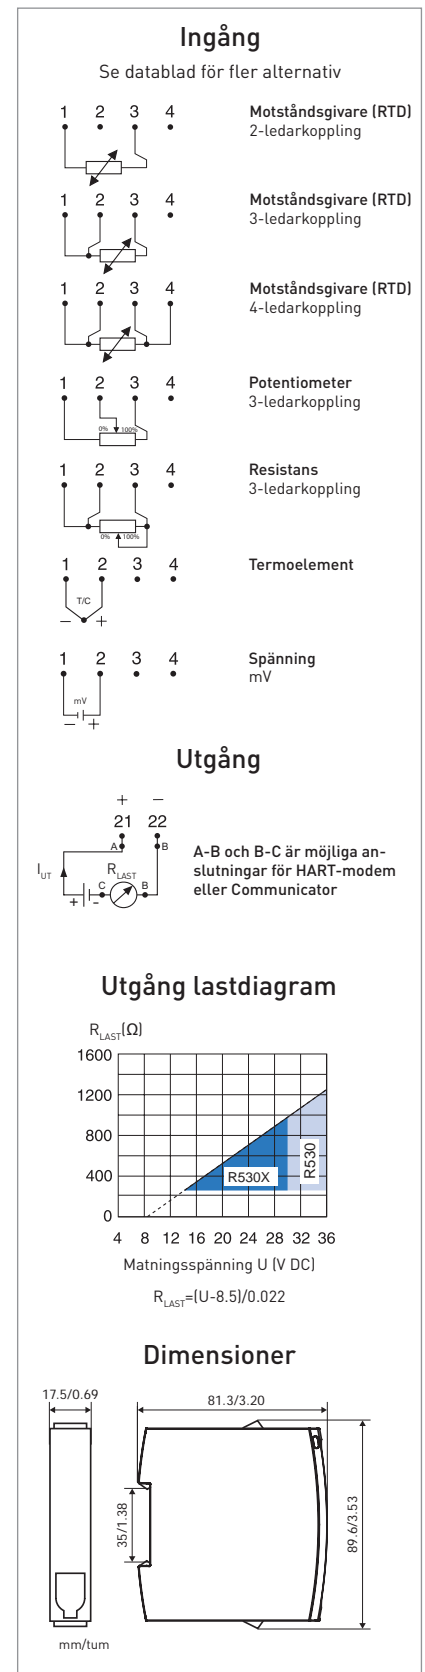 Ingång
Se datablad för fler alternativ
1 2 3 4
Motståndsgivare (RTD)
2-ledarkoppling
1 2 3 4
Motståndsgivare (RTD)
3-ledarkoppling
1 2 3 4
Motståndsgivare (RTD)
4-ledarkoppling
1 2 3 4
Potentiometer
3-ledarkoppling
0% 100%
1 2 3 4
Resistans
3-ledarkoppling
0% 100%
1 2 3 4
Termoelement
T/C
– +
1 2 3 4
Spänning
mV
mV
– +
Utgång
+ –
21 22
A B
I_UT
R_LAST
C B
+ -
A-B och B-C är möjliga an-
slutningar för HART-modem
eller Communicator
Utgång lastdiagram
R_LAST(Ω)
1600
1200
800
400
0
R530X
R530
4 8 12 16 20 24 28 32 36
Matningsspänning U (V DC)
R_LAST=(U-8.5)/0.022
Dimensioner
17.5/0.69
81.3/3.20
35/1.38
89.6/3.53
mm/tum